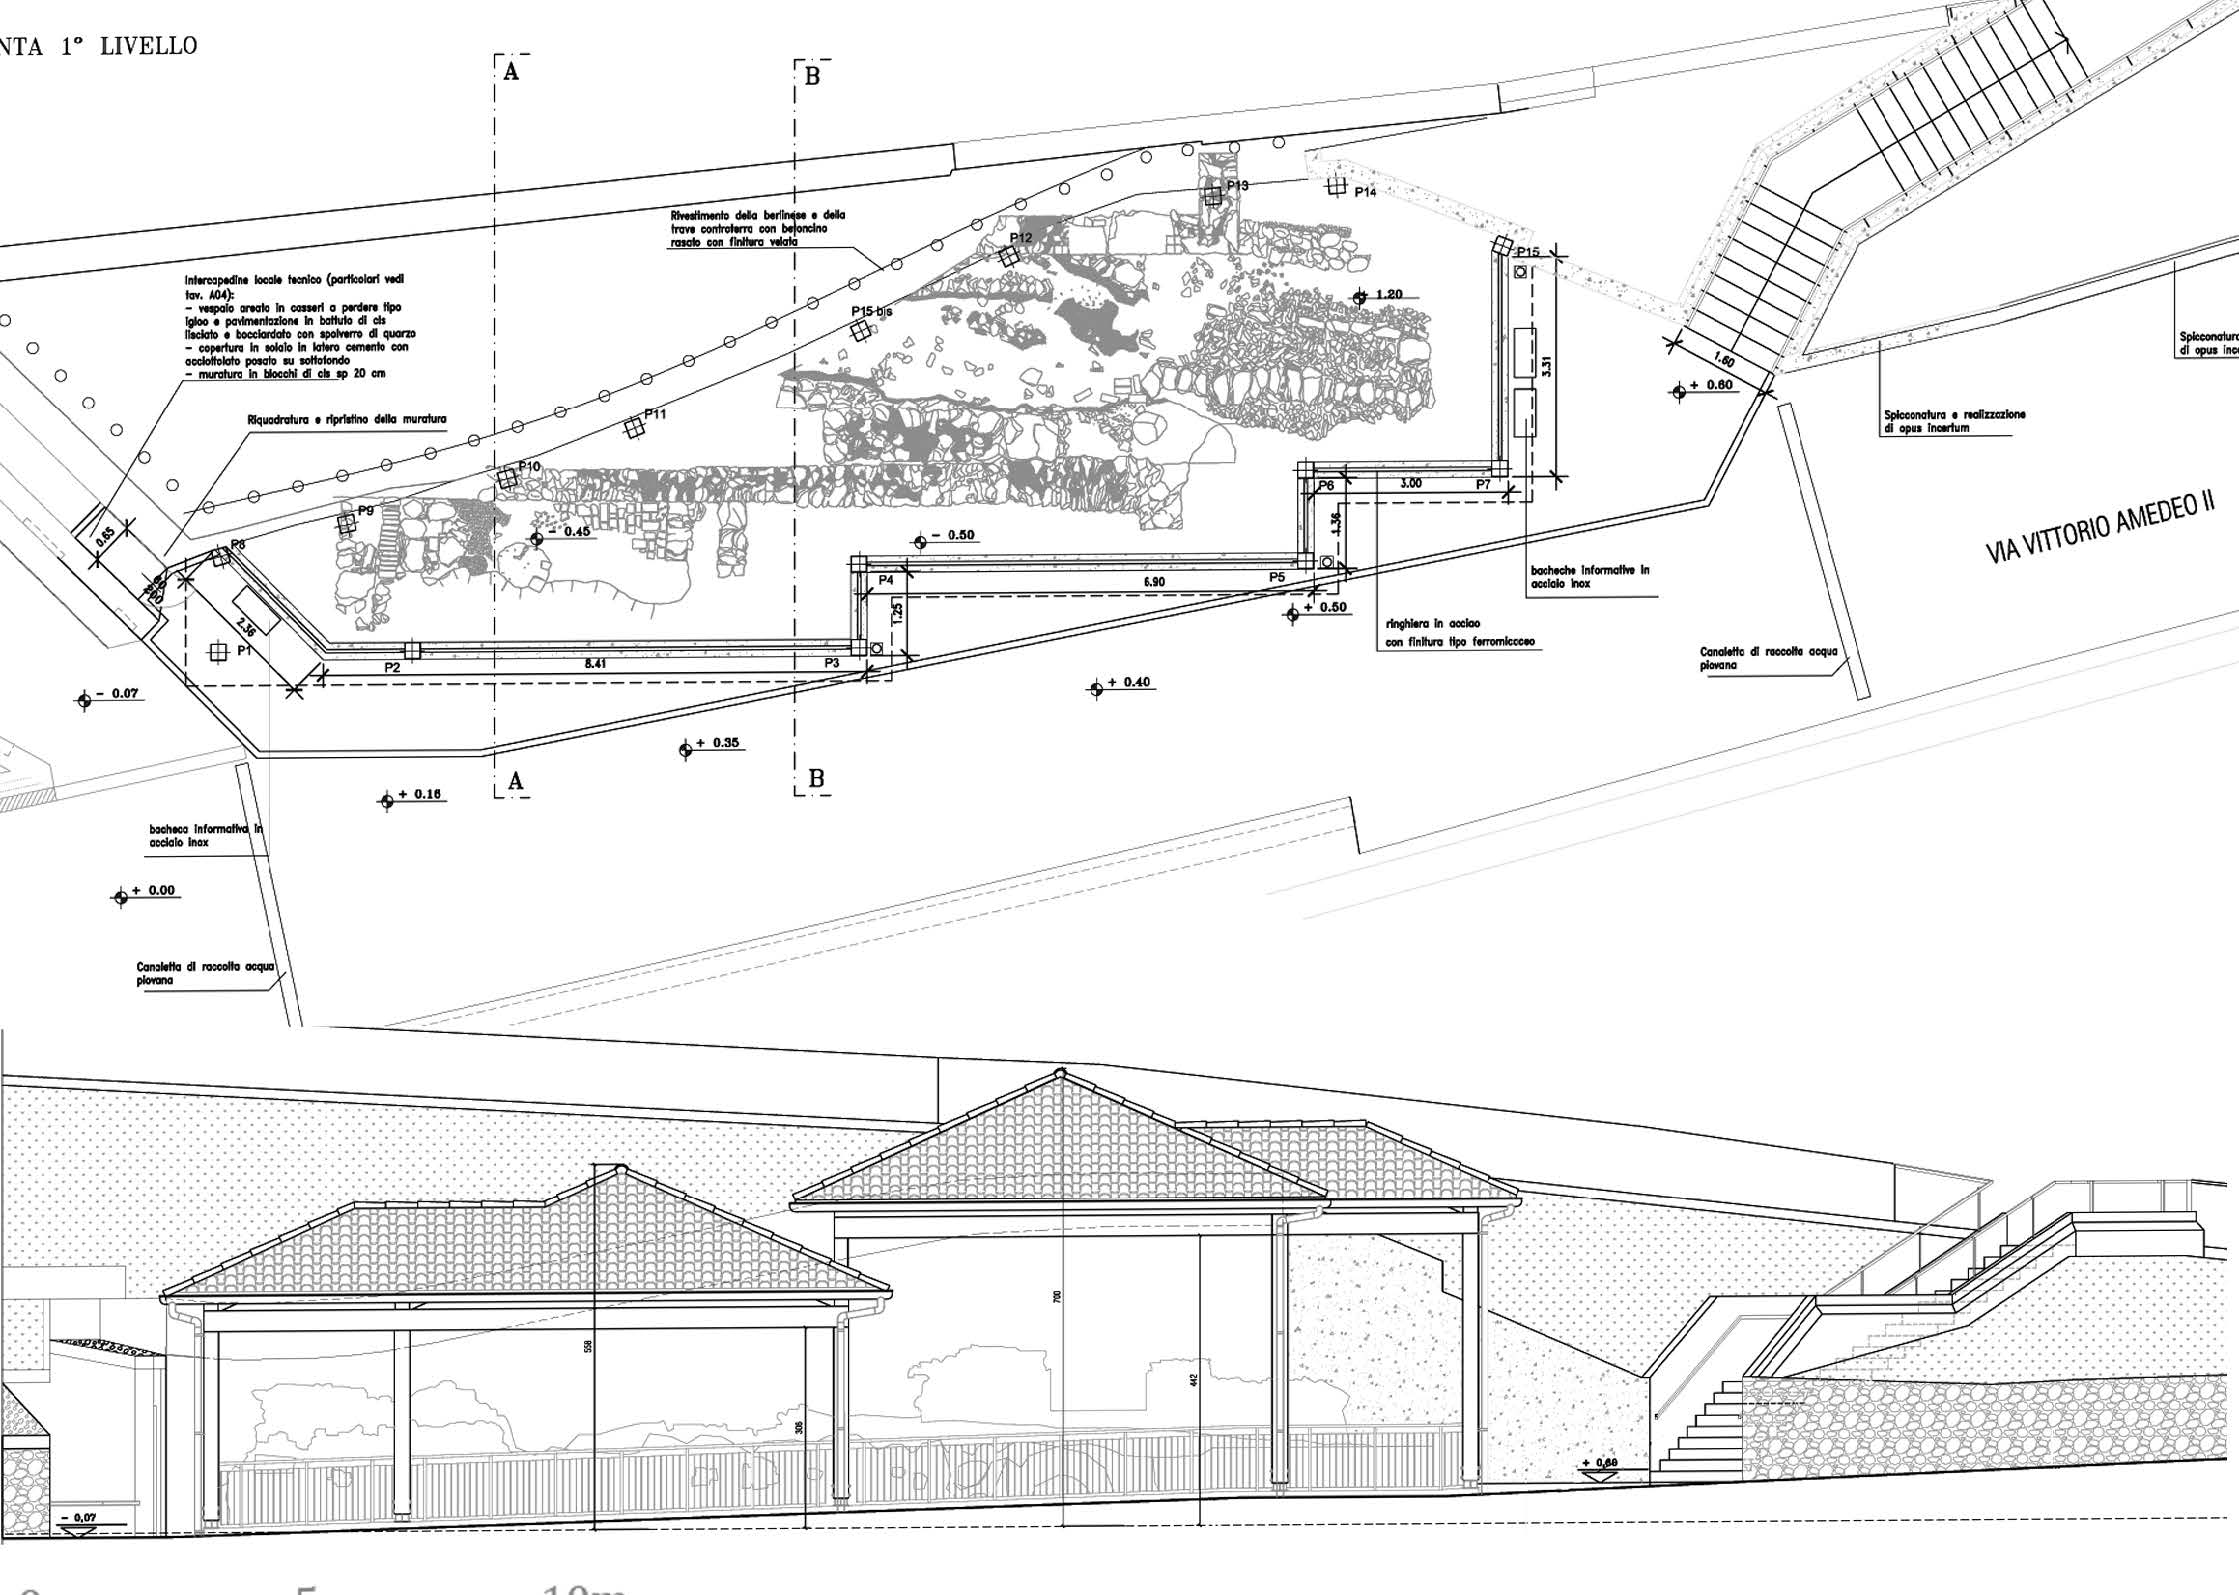 NTA 1° LIVELLO
A
B
Rivestimento della berlinese e della
trave controterra con betoncino
rasato con finitura velata
Intercapedine locale tecnico (particolari vedi
tav. A04):
- vespaio areato in casseri a perdere tipo
igloo e pavimentazione in battuto di cls
lisciato e bocciardato con spolverro di quarzo
- copertura in solaio in latero cemento con
acciottolato posato su sottofondo
- muratura in blocchi di cls sp 20 cm
Riquadratura e ripristino della muratura
P13
P14
P12
P15
P15 bis
P11
P10
P9
P8
+ 1.20
3.31
1.60
+ 0.60
Spicconatura
di opus ince
Spicconatura e realizzazione
di opus incertum
VIA VITTORIO AMEDEO II
P6
3.00
P7
1.36
- 0.45
- 0.50
0.65
2.36
P1
P2
8.41
P3
P4
1.25
6.90
P5
+ 0.50
bacheche informative in
acciaio inox
ringhiera in acciao
con finitura tipo ferromicaceo
Canaletta di raccolta acqua
piovana
- 0.07
+ 0.40
+ 0.35
+ 0.16
A
B
bacheca informativa in
acciaio inox
+ 0.00
Canaletta di raccolta acqua
piovana
700
558
442
306
+ 0,60
- 0,07
0 5 10m